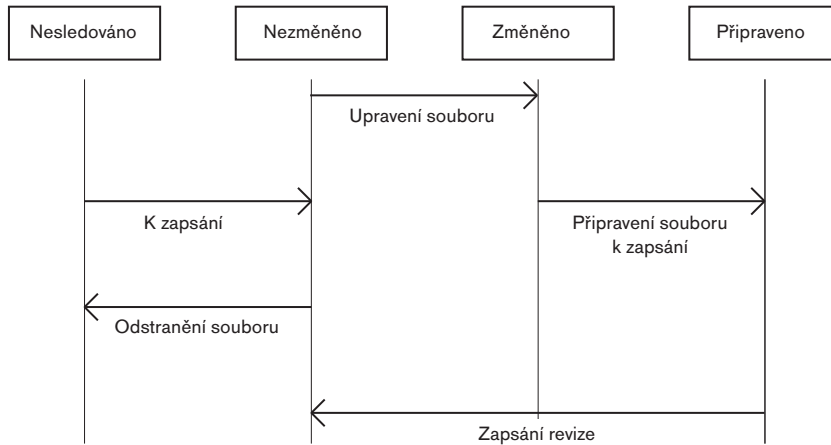 Nesledováno
Nezměněno
Změněno
Připraveno
Upravení souboru
K zapsání
Připravení souboru
k zapsání
Odstranění souboru
Zapsání revize